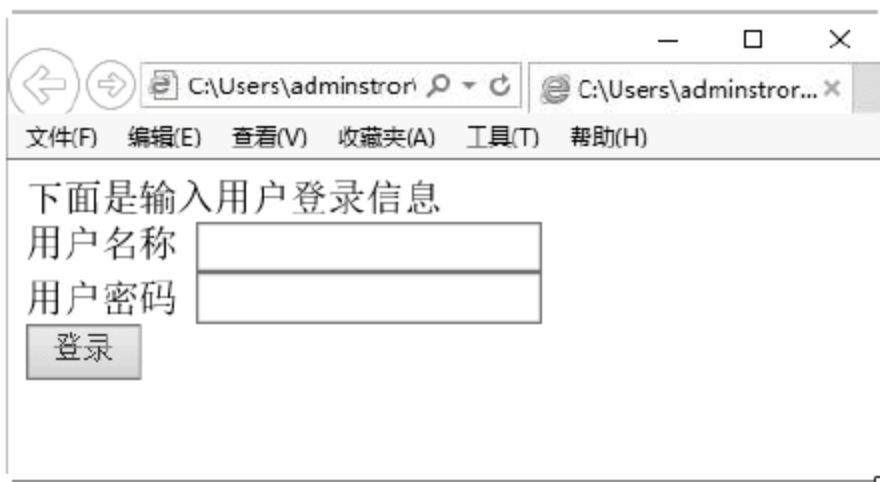 C:\Users\adminstror
C:\Users\adminstror...
文件(F) 编辑(E) 查看(V) 收藏夹(A) 工具(T) 帮助(H)
下面是输入用户登录信息
用户名称
用户密码
登录